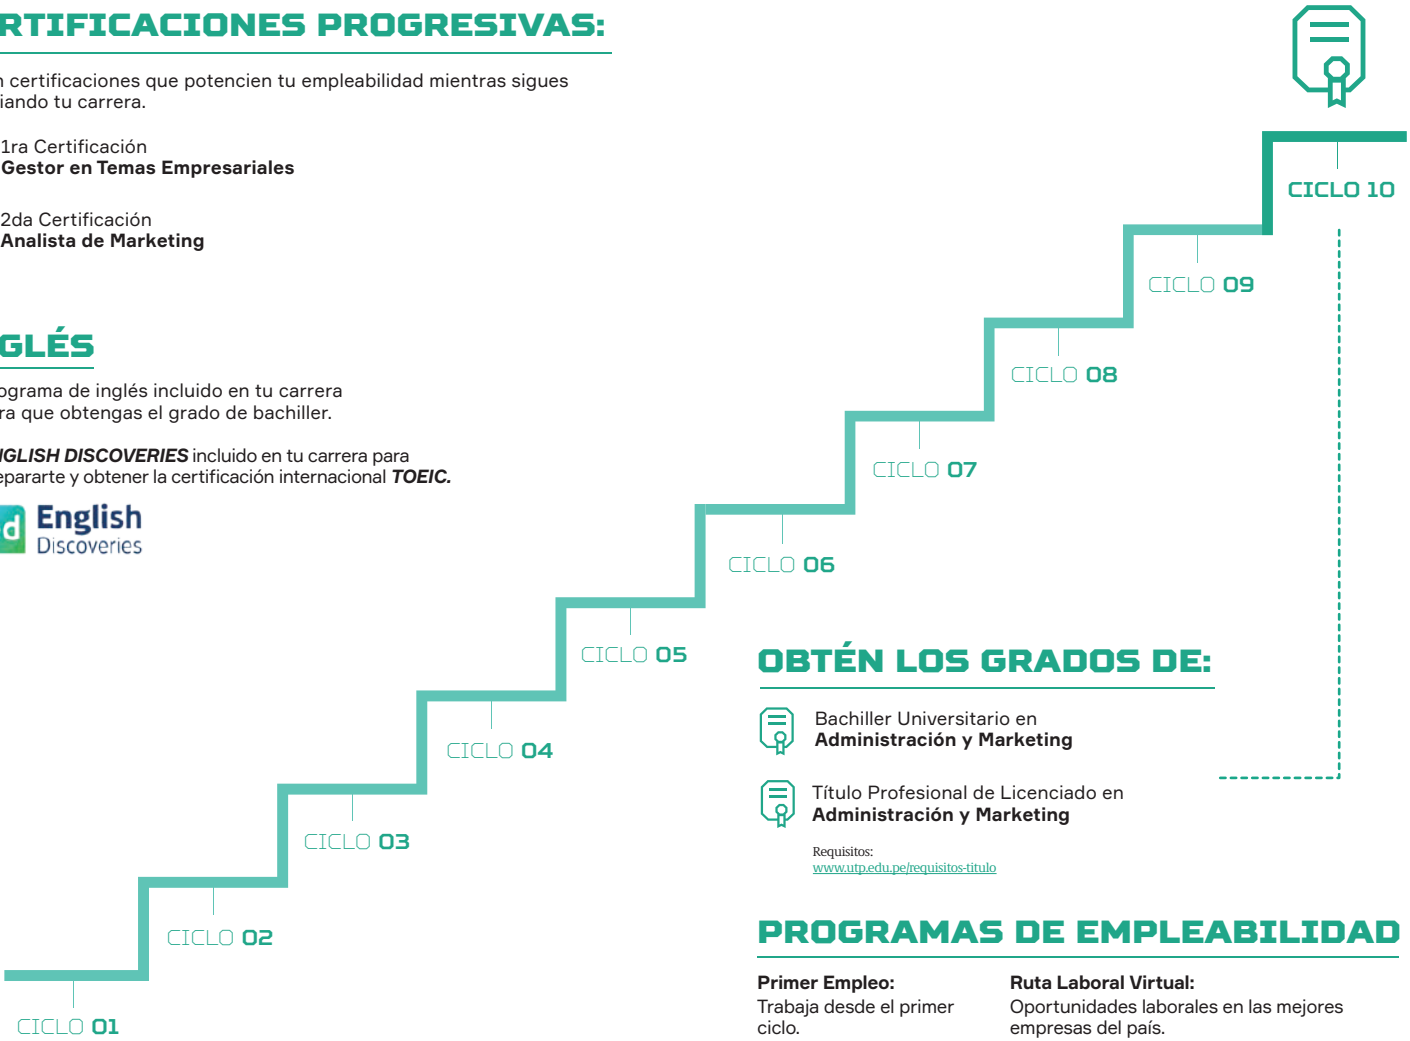 RTIFICACIONES PROGRESIVAS:
n certificaciones que potencien tu empleabilidad mientras sigues
iando tu carrera.
1ra Certificación
Gestor en Temas Empresariales
2da Certificación
Analista de Marketing
GLÉS
ograma de inglés incluido en tu carrera
ra que obtengas el grado de bachiller.
NGLISH DISCOVERIES incluido en tu carrera para
epararte y obtener la certificación internacional TOEIC.
ed English
Discoveries
CICLO 10
CICLO 09
CICLO 08
CICLO 07
CICLO 06
CICLO 05
CICLO 04
CICLO 03
CICLO 02
CICLO 01
OBTÉN LOS GRADOS DE:
Bachiller Universitario en
Administración y Marketing
Título Profesional de Licenciado en
Administración y Marketing
Requisitos:
www.utp.edu.pe/requisitos-titulo
PROGRAMAS DE EMPLEABILIDAD
Primer Empleo:
Trabaja desde el primer
ciclo.
Ruta Laboral Virtual:
Oportunidades laborales en las mejores
empresas del país.